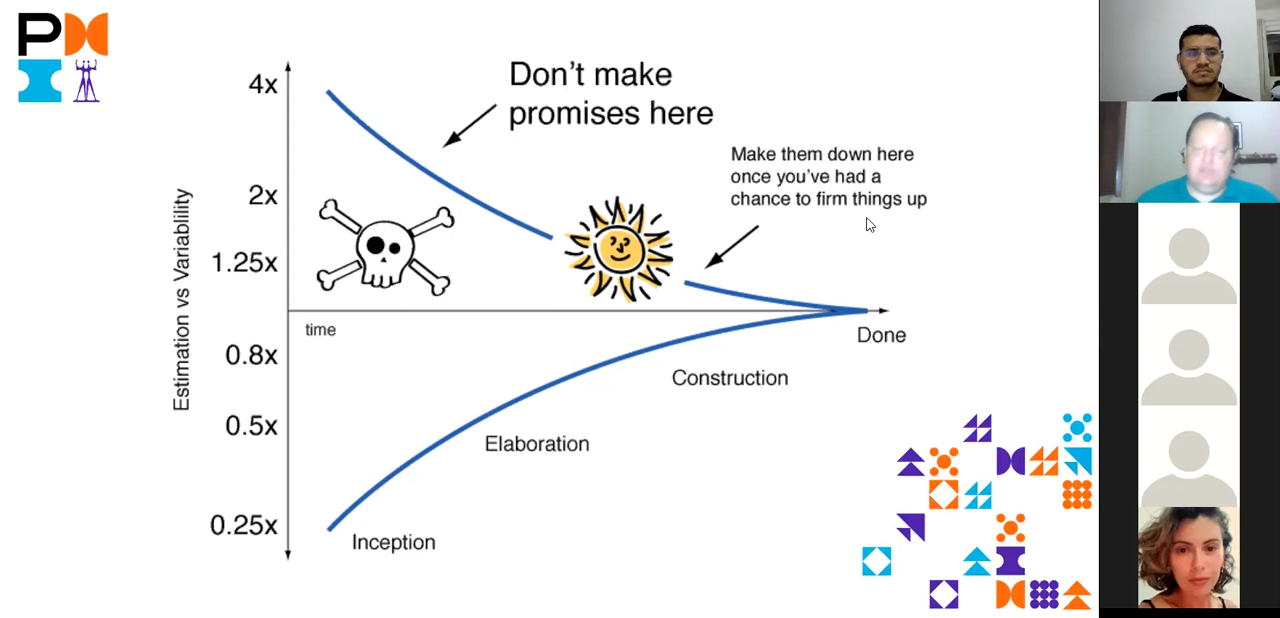 Don't make
promises here
Make them down here
once you've had a
chance to firm things up
4x
2x
1.25x
0.8x
0.5x
0.25x
Estimation vs Variablility
time
Done
Construction
Elaboration
Inception